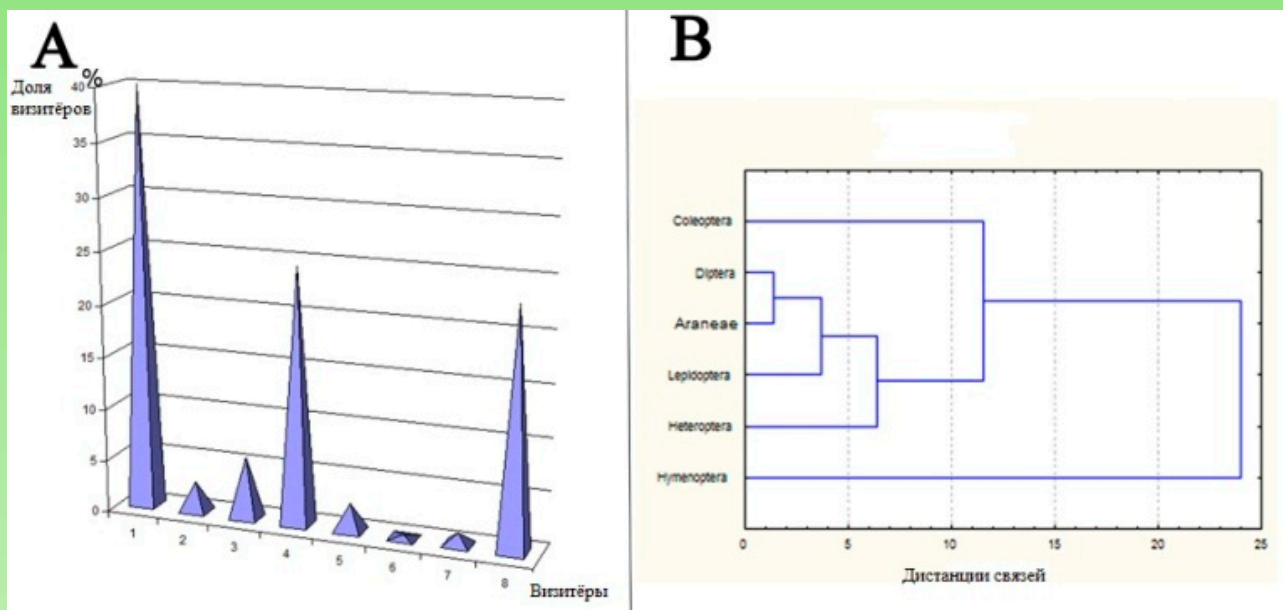 A
%
Доля
визитёров
40
35
30
25
20
15
10
5
0
1 2 3 4 5 6 7 8
Визитёры
B
Coleoptera
Diptera
Araneae
Lepidoptera
Heteroptera
Hymenoptera
0 5 10 15 20 25
Дистанции связей